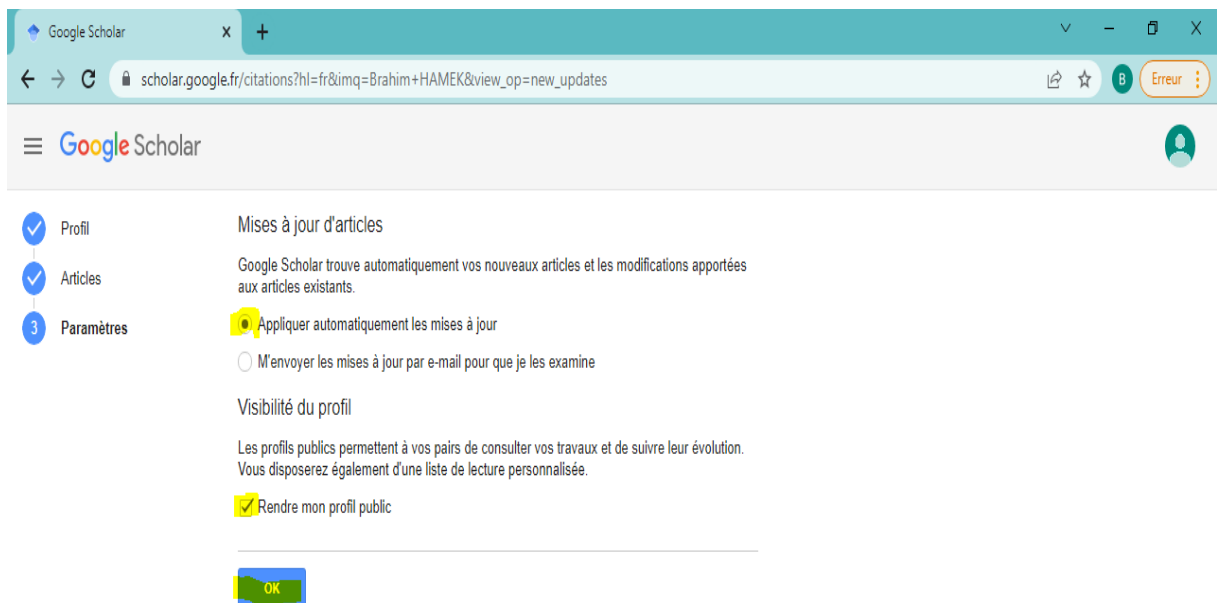 Google Scholar
scholar.google.fr/citations?hl=fr&imq=Brahim+HAMEK&view_op=new_updates
B
Erreur
Google Scholar
Profil
Articles
3 Paramètres
Mises à jour d'articles
Google Scholar trouve automatiquement vos nouveaux articles et les modifications apportées
aux articles existants.
Appliquer automatiquement les mises à jour
M'envoyer les mises à jour par e-mail pour que je les examine
Visibilité du profil
Les profils publics permettent à vos pairs de consulter vos travaux et de suivre leur évolution.
Vous disposerez également d'une liste de lecture personnalisée.
Rendre mon profil public
OK